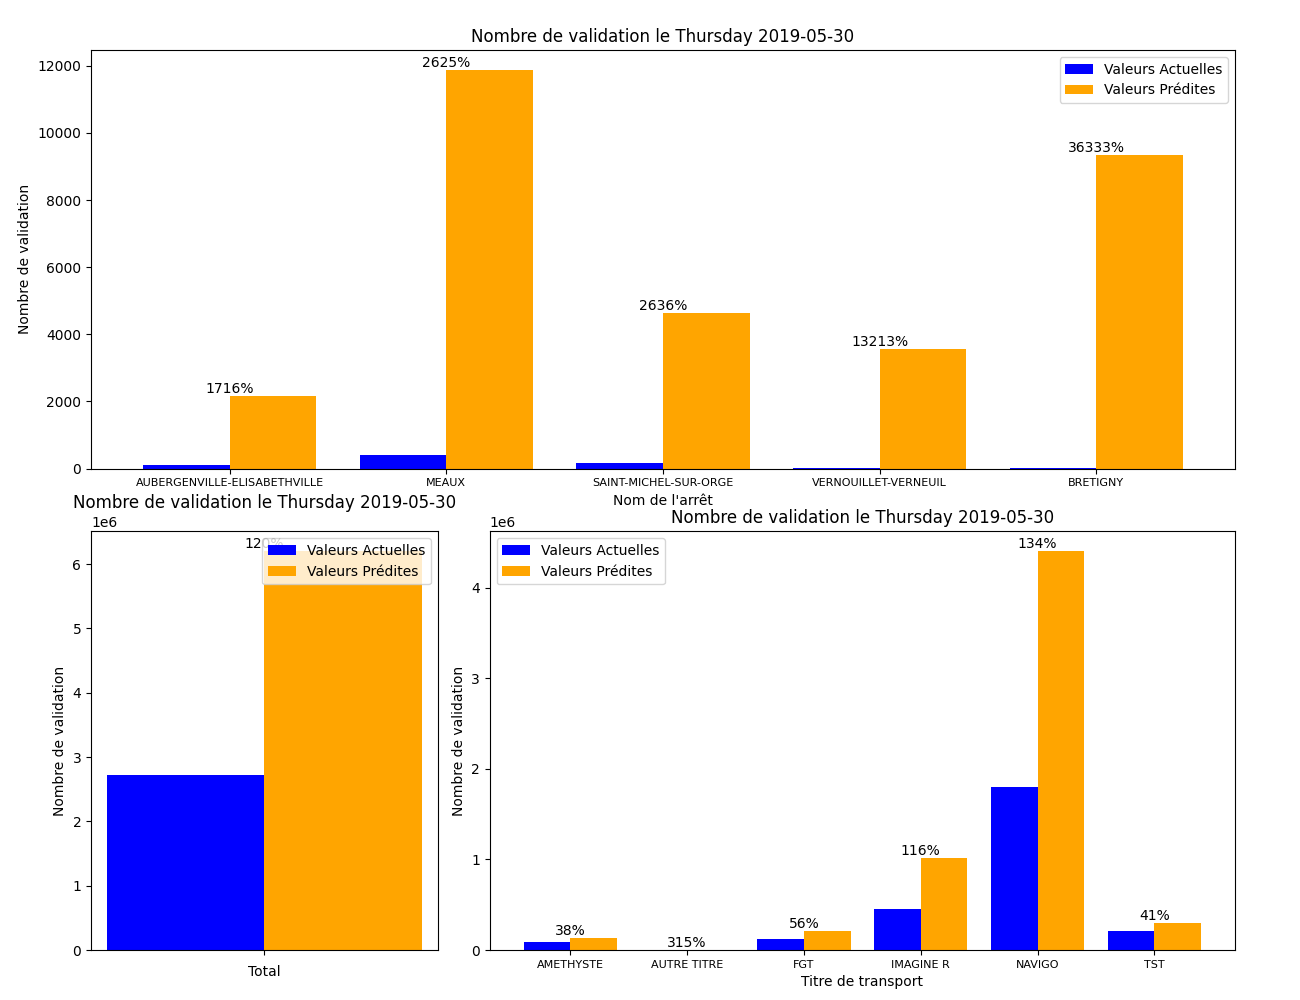 Nombre de validation le Thursday 2019-05-30
Valeurs Actuelles
Valeurs Prédites
12000
10000
8000
6000
4000
2000
0
Nombre de validation
1716%
2625%
2636%
13213%
36333%
AUBERGENVILLE-ELISABETHVILLE
MEAUX
SAINT-MICHEL-SUR-ORGE
VERNOUILLET-VERNEUIL
BRETIGNY
Nom de l'arrêt
Nombre de validation le Thursday 2019-05-30
1e6
Valeurs Actuelles
Valeurs Prédites
6
5
4
3
2
1
0
Nombre de validation
Total
Nombre de validation le Thursday 2019-05-30
1e6
Valeurs Actuelles
Valeurs Prédites
4
3
2
1
0
Nombre de validation
38%
315%
56%
116%
134%
41%
AMETHYSTE
AUTRE TITRE
FGT
IMAGINE R
NAVIGO
TST
Titre de transport